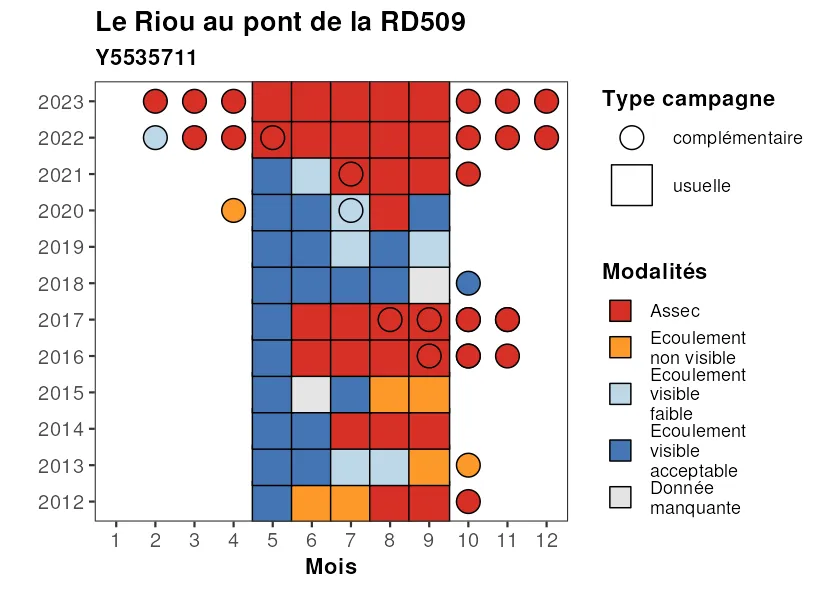 Le Riou au pont de la RD509
Y5535711
2023
2022
2021
2020
2019
2018
2017
2016
2015
2014
2013
2012
1 2 3 4 5 6 7 8 9 10 11 12
Mois
Type campagne
complémentaire
usuelle
Modalités
Assec
Ecoulement
non visible
Ecoulement
visible
faible
Ecoulement
visible
acceptable
Donnée
manquante